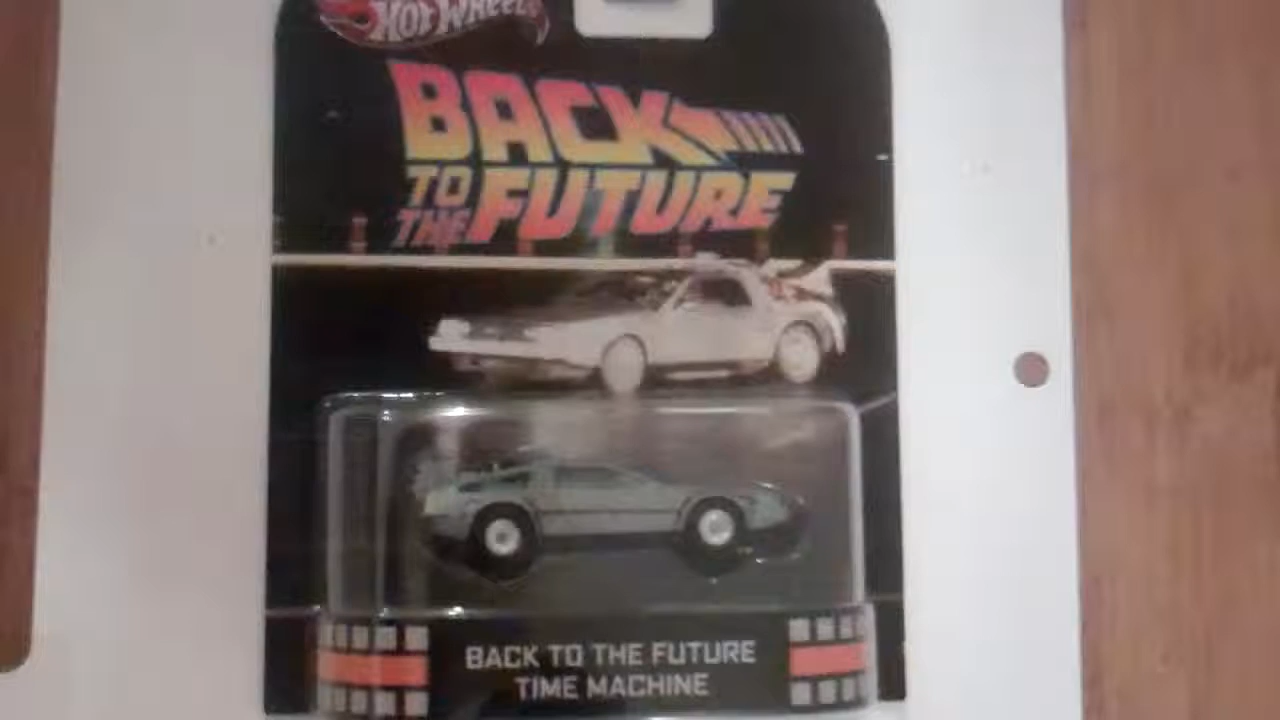 HOT WHEELS
BACK
TO
THE FUTURE
BACK TO THE FUTURE
TIME MACHINE